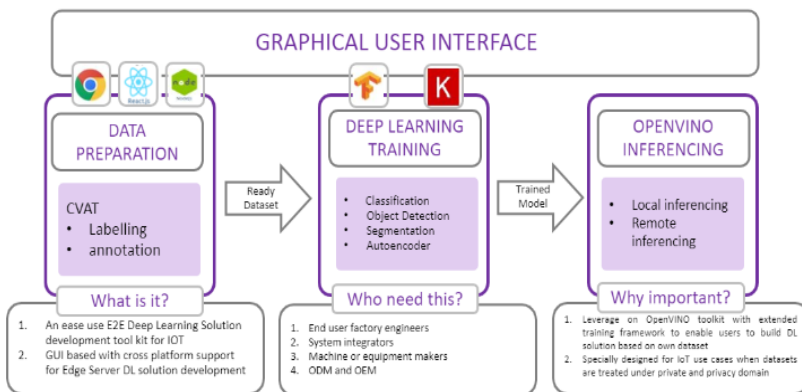 GRAPHICAL USER INTERFACE
React.js
node
DATA
PREPARATION
CVAT
• Labelling
• annotation
Ready
Dataset
K
DEEP LEARNING
TRAINING
• Classification
• Object Detection
• Segmentation
• Autoencoder
Trained
Model
OPENVINO
INFERENCING
• Local inferencing
• Remote
inferencing
What is it?
1. An ease use E2E Deep Learning Solution
development tool kit for IOT
2. GUI based with cross platform support
for Edge Server DL solution development
Who need this?
1. End user factory engineers
2. System integrators
3. Machine or equipment makers
4. ODM and OEM
Why important?
1. Leverage on OpenVINO toolkit with extended
training framework to enable users to build DL
solution based on own dataset
2. Specially designed for IoT use cases when datasets
are treated under private and privacy domain